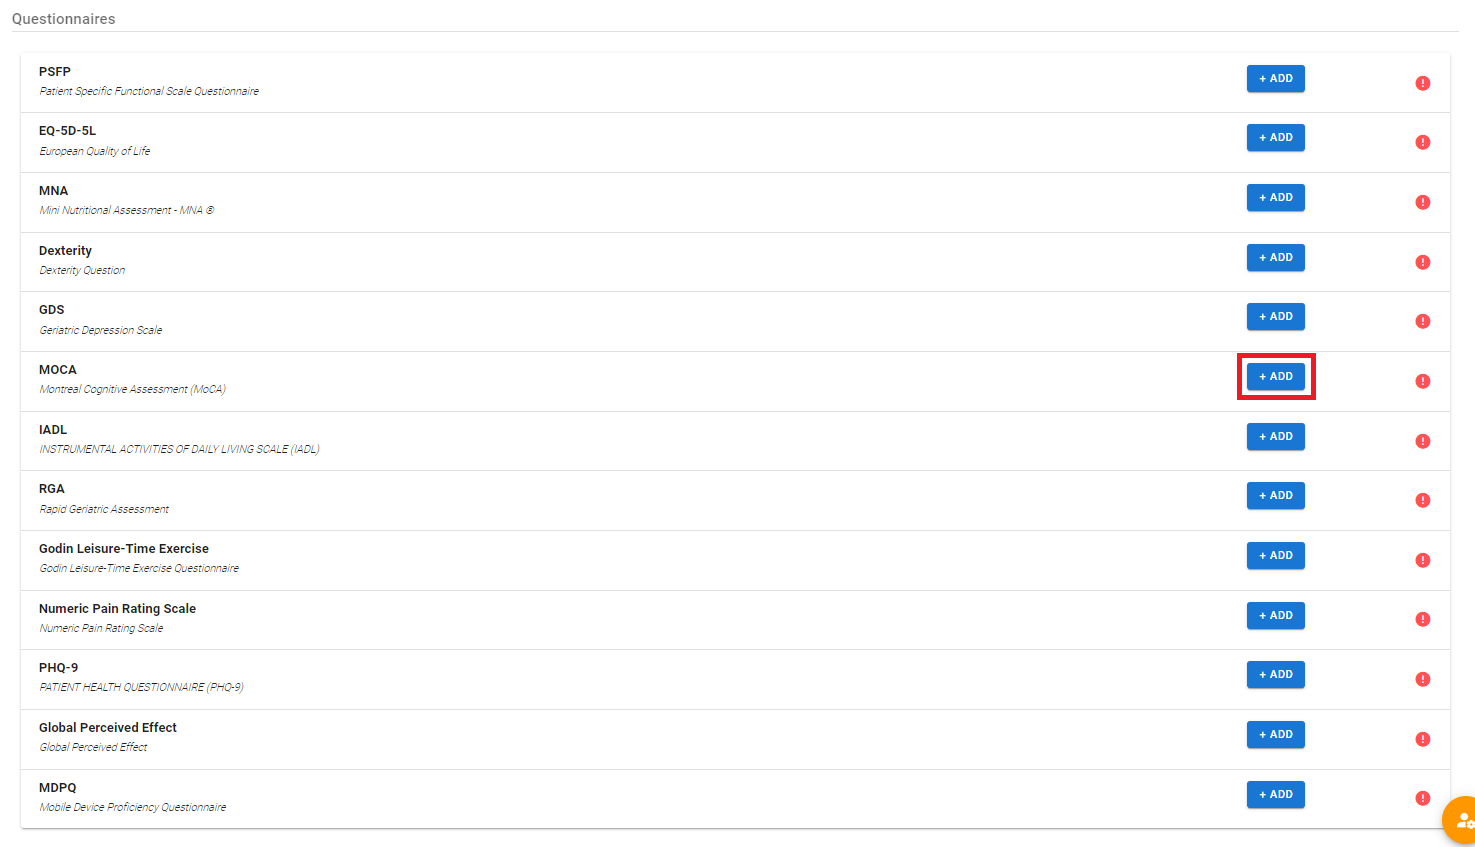 Questionnaires
PSFP
+ ADD
Patient Specific Functional Scale Questionnaire
EQ-5D-5L
+ ADD
European Quality of Life
MNA
+ ADD
Mini Nutritional Assessment - MNA ®
Dexterity
+ ADD
Dexterity Question
GDS
+ ADD
Geriatric Depression Scale
MOCA
+ ADD
Montreal Cognitive Assessment (MoCA)
IADL
+ ADD
INSTRUMENTAL ACTIVITIES OF DAILY LIVING SCALE (IADL)
RGA
+ ADD
Rapid Geriatric Assessment
Godin Leisure-Time Exercise
+ ADD
Godin Leisure-Time Exercise Questionnaire
Numeric Pain Rating Scale
+ ADD
Numeric Pain Rating Scale
PHQ-9
+ ADD
PATIENT HEALTH QUESTIONNAIRE (PHQ-9)
Global Perceived Effect
+ ADD
Global Perceived Effect
MDPQ
+ ADD
Mobile Device Proficiency Questionnaire